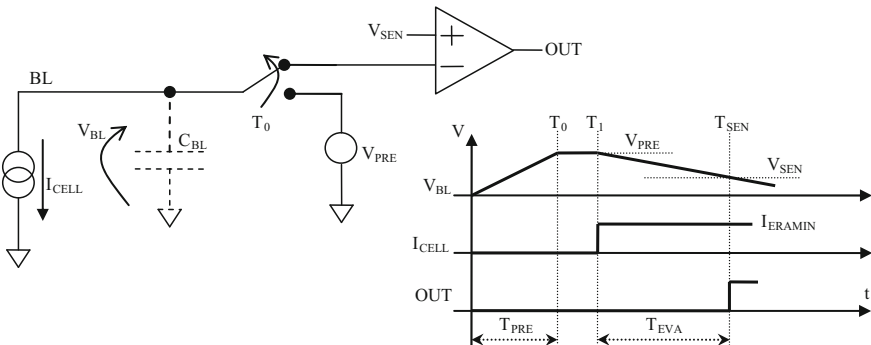 V_SEN
+
OUT
−
BL
V_BL
C_BL
T_0
V_PRE
I_CELL
V
T_0
T_1
T_SEN
V_PRE
V_SEN
V_BL
I_ERAMIN
I_CELL
OUT
t
T_PRE
T_EVA